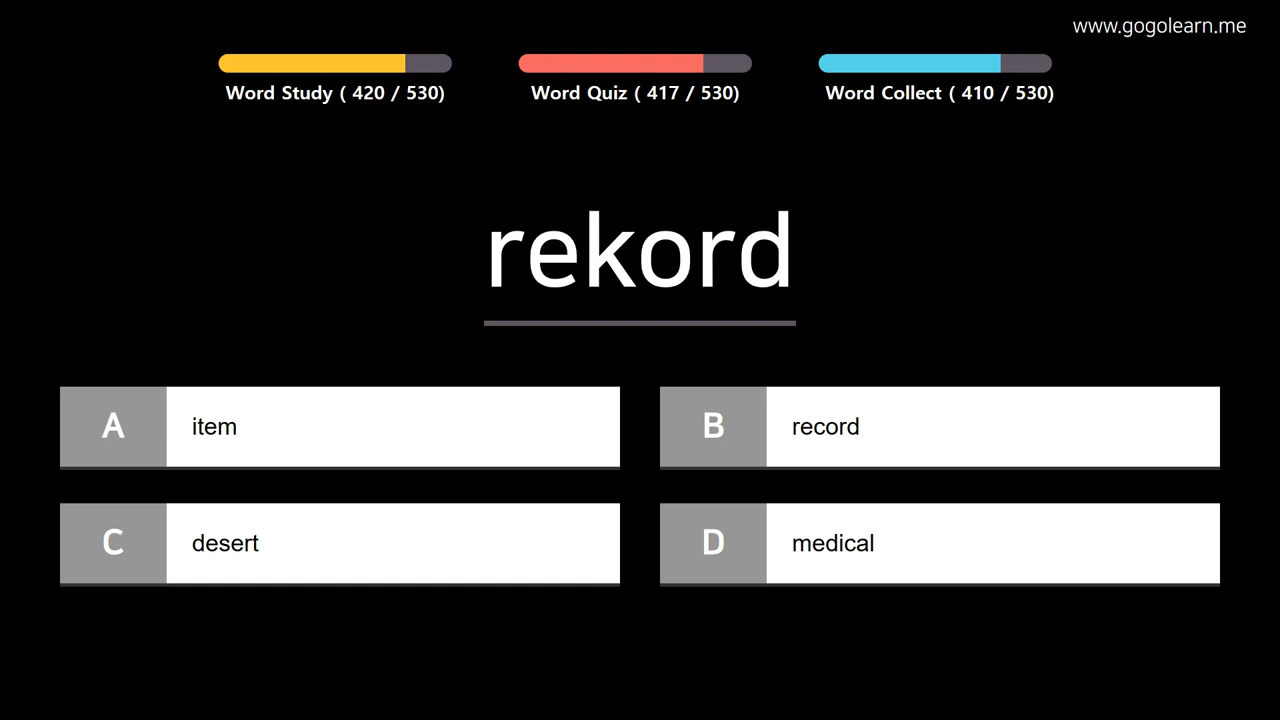 www.gogolearn.me
Word Study ( 420 / 530)
Word Quiz ( 417 / 530)
Word Collect ( 410 / 530)
rekord
A item
B record
C desert
D medical